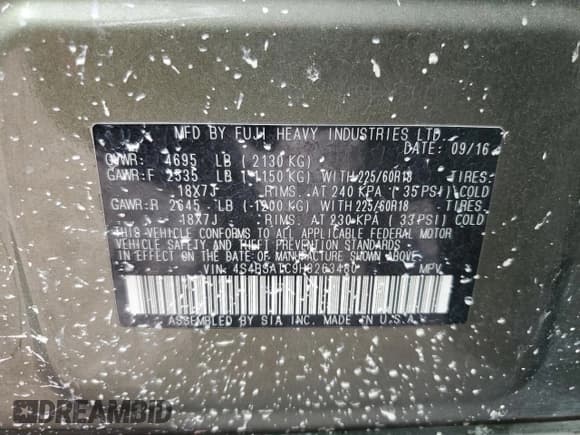 MFD BY FUJI HEAVY INDUSTRIES LTD.
DATE: 09/16
GVWR: 4695 LB (2130 KG)
GAWR:F 2535 LB (1150 KG) WITH 225/60R18 TIRES
18X7J RIMS. AT 240 KPA (35 PSI) COLD
GAWR:R 2645 LB (1200 KG) WITH 225/60R18 TIRES
18X7J RIMS. AT 230 KPA (33 PSI) COLD
THIS VEHICLE CONFORMS TO ALL APPLICABLE FEDERAL MOTOR
VEHICLE SAFETY AND THEFT PREVENTION STANDARDS
IN EFFECT ON THE DATE OF MANUFACTURE SHOWN ABOVE.
VIN: MPV
ASSEMBLED BY SIA INC. MADE IN U.S.A.
DREAMBID